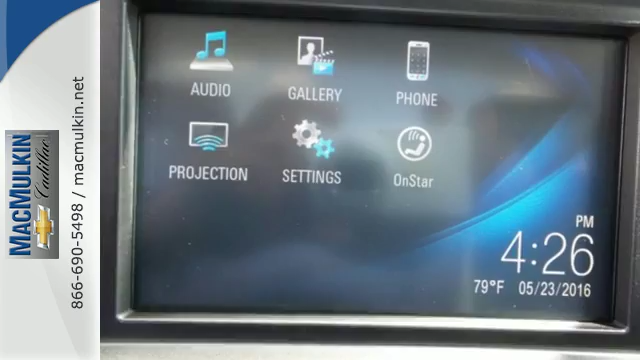 MACMULKIN
Cadillac
866-690-5498 / macmulkin.net
AUDIO
GALLERY
PHONE
PROJECTION
SETTINGS
OnStar
PM
4:26
79°F 05/23/2016